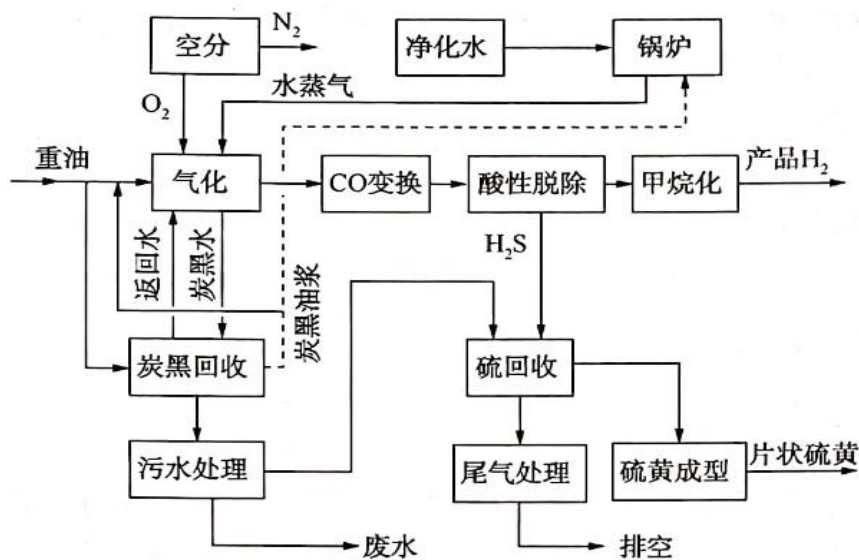 空分
N₂
净化水
锅炉
水蒸气
O₂
重油
气化
CO变换
酸性脱除
甲烷化
产品H₂
返回水
炭黑水
炭黑油浆
H₂S
炭黑回收
硫回收
污水处理
尾气处理
硫黄成型
片状硫黄
废水
排空